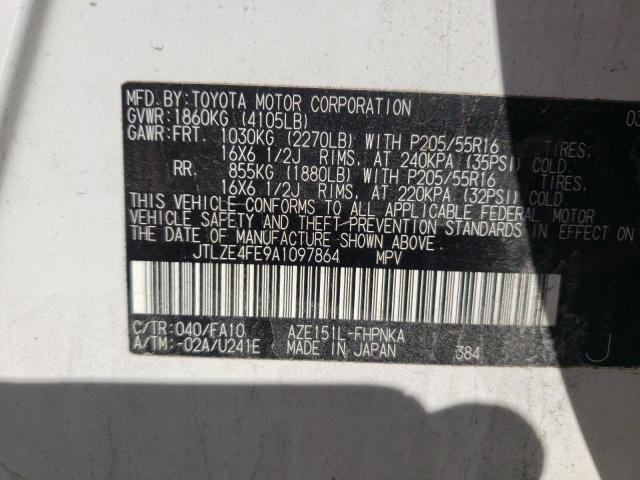 MFD.BY:TOYOTA MOTOR CORPORATION 03
GVWR:1860KG (4105LB)
GAWR:FRT. 1030KG (2270LB) WITH P205/55R16 TIRES.
16X6 1/2J RIMS, AT 240KPA (35PSI) COLD.
RR. 855KG (1880LB) WITH P205/55R16 TIRES.
16X6 1/2J RIMS, AT 220KPA (32PSI) COLD.
THIS VEHICLE CONFORMS TO ALL APPLICABLE FEDERAL MOTOR
VEHICLE SAFETY AND THEFT PREVENTION STANDARDS IN EFFECT ON
THE DATE OF MANUFACTURE SHOWN ABOVE.
JTLZE4FE9A1097864 MPV
C/TR:040/FA10 AZE151L-FHPNKA
A/TM:-02A/U241E MADE IN JAPAN 384 J